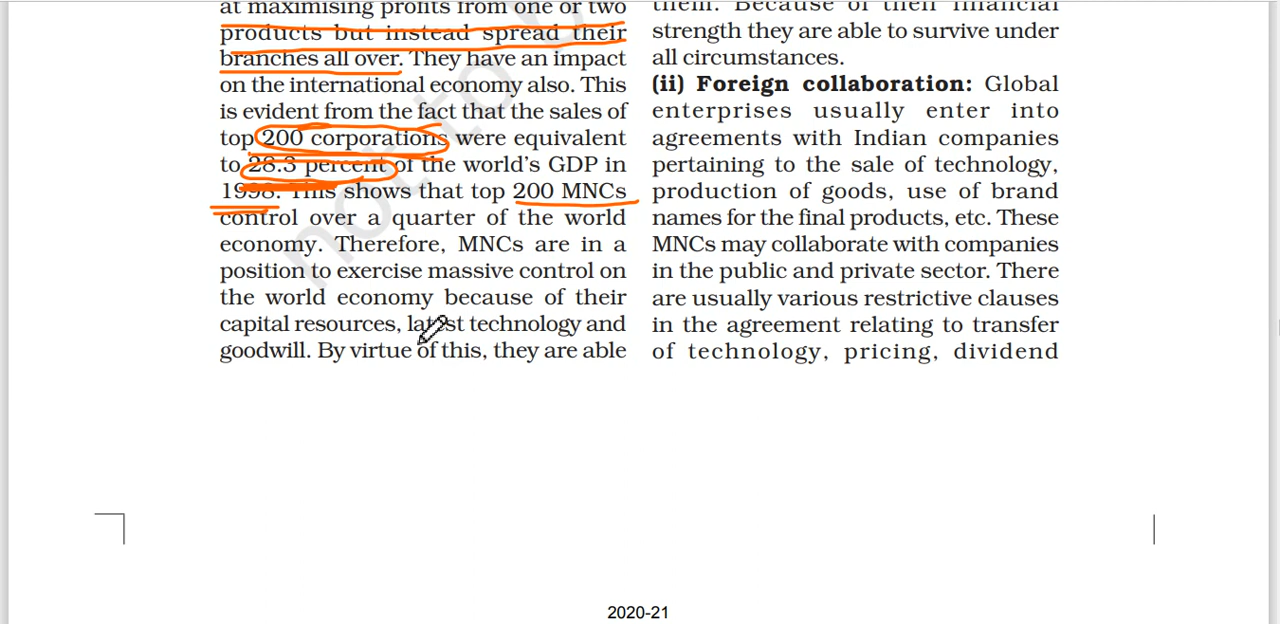 at maximising profits from one or two
products but instead spread their
branches all over. They have an impact
on the international economy also. This
is evident from the fact that the sales of
top 200 corporations were equivalent
to 28.3 percent of the world's GDP in
1998. This shows that top 200 MNCs
control over a quarter of the world
economy. Therefore, MNCs are in a
position to exercise massive control on
the world economy because of their
capital resources, latest technology and
goodwill. By virtue of this, they are able
them. Because of their financial
strength they are able to survive under
all circumstances.
(ii) Foreign collaboration: Global
enterprises usually enter into
agreements with Indian companies
pertaining to the sale of technology,
production of goods, use of brand
names for the final products, etc. These
MNCs may collaborate with companies
in the public and private sector. There
are usually various restrictive clauses
in the agreement relating to transfer
of technology, pricing, dividend
not to
2020-21